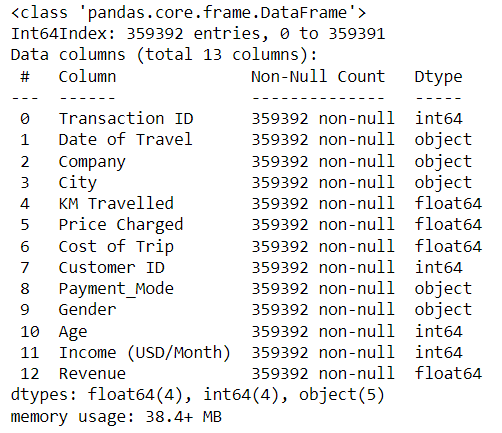 <class 'pandas.core.frame.DataFrame'>
Int64Index: 359392 entries, 0 to 359391
Data columns (total 13 columns):
 #   Column              Non-Null Count   Dtype
---  ------              --------------   -----
 0   Transaction ID      359392 non-null  int64
 1   Date of Travel      359392 non-null  object
 2   Company             359392 non-null  object
 3   City                359392 non-null  object
 4   KM Travelled        359392 non-null  float64
 5   Price Charged       359392 non-null  float64
 6   Cost of Trip        359392 non-null  float64
 7   Customer ID         359392 non-null  int64
 8   Payment_Mode        359392 non-null  object
 9   Gender              359392 non-null  object
 10  Age                 359392 non-null  int64
 11  Income (USD/Month)  359392 non-null  int64
 12  Revenue             359392 non-null  float64
dtypes: float64(4), int64(4), object(5)
memory usage: 38.4+ MB